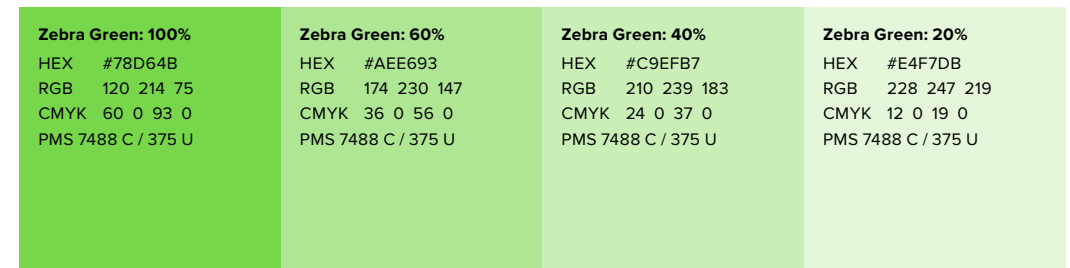 Zebra Green: 100%
HEX #78D64B
RGB 120 214 75
CMYK 60 0 93 0
PMS 7488 C / 375 U
Zebra Green: 60%
HEX #AEE693
RGB 174 230 147
CMYK 36 0 56 0
PMS 7488 C / 375 U
Zebra Green: 40%
HEX #C9EFB7
RGB 210 239 183
CMYK 24 0 37 0
PMS 7488 C / 375 U
Zebra Green: 20%
HEX #E4F7DB
RGB 228 247 219
CMYK 12 0 19 0
PMS 7488 C / 375 U